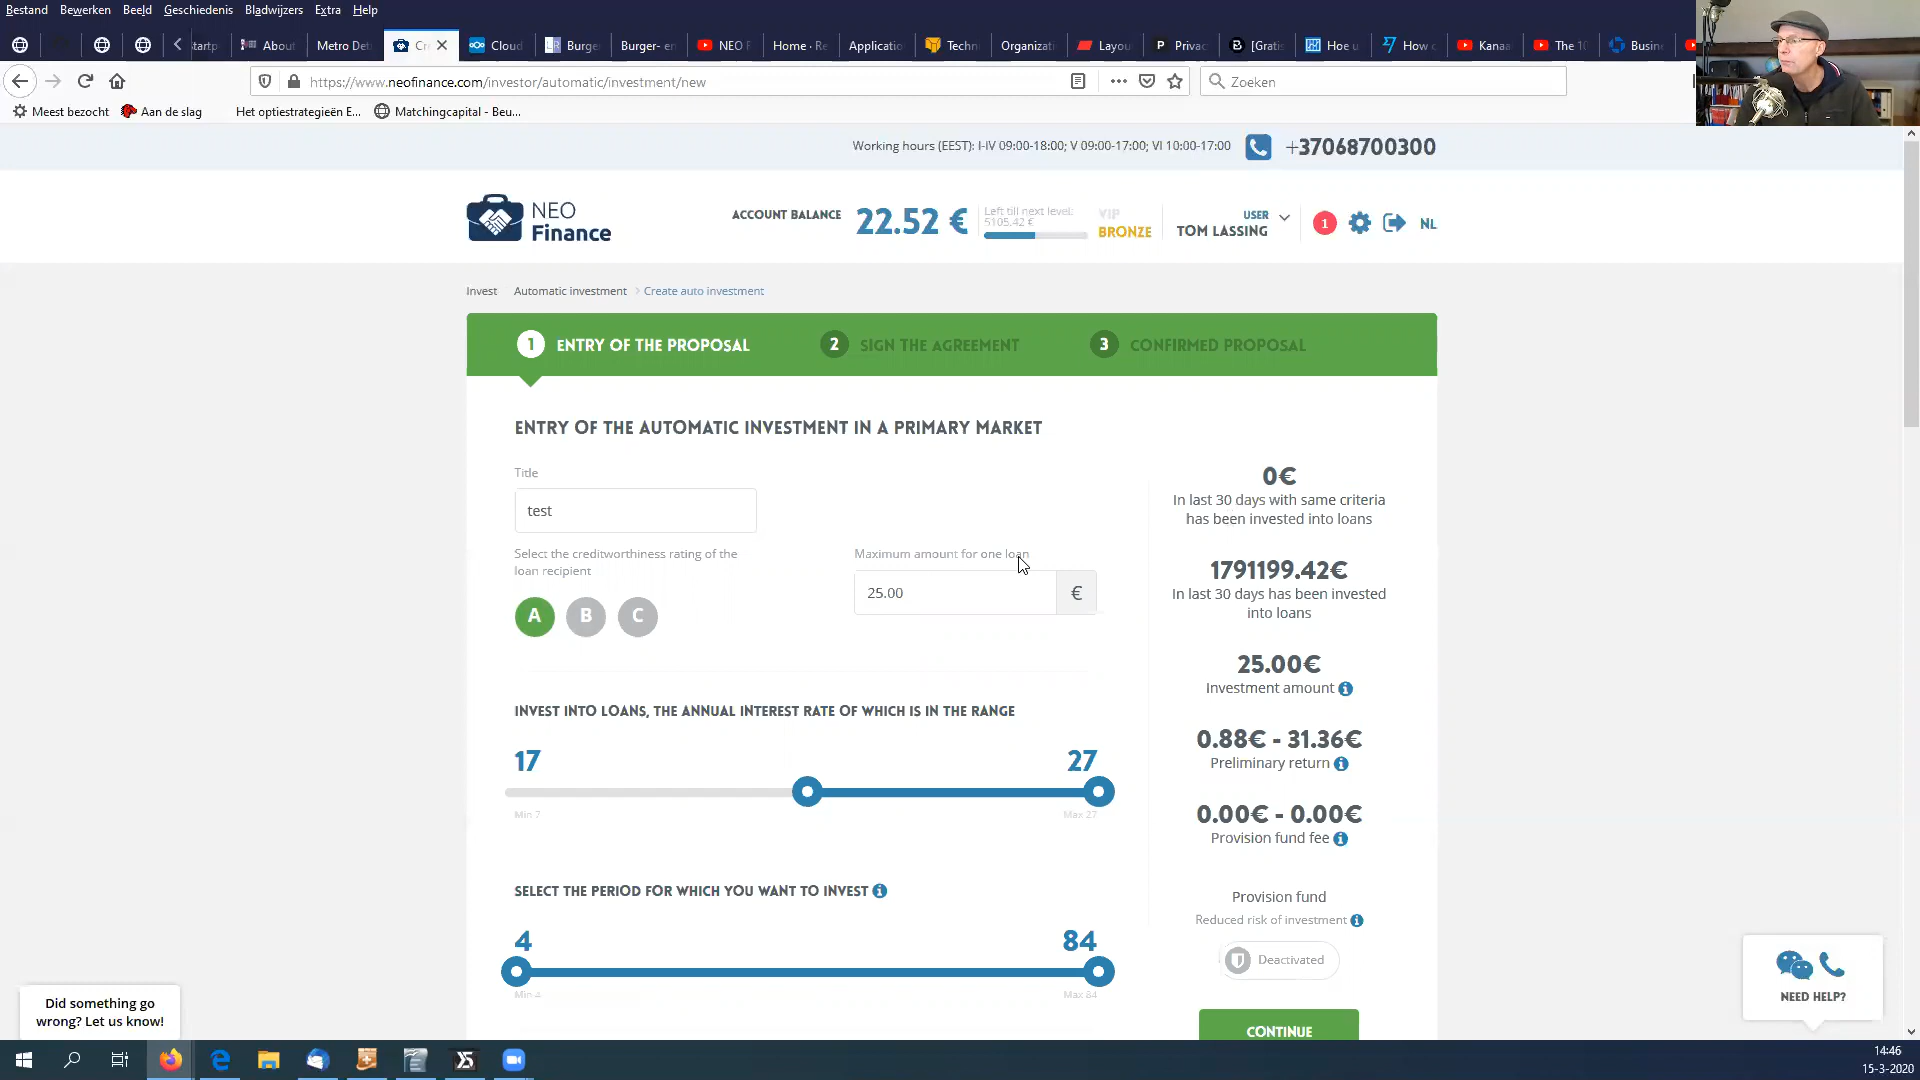 Bestand Bewerken Beeld Geschiedenis Bladwijzers Extra Help
About Metro De Cloud Burge Burger- en NEO F Home · Re Applicatio Techn Organizat Layou Priva [Grati Hoe u How Kanaa The 1 Busin
https://www.neofinance.com/investor/automatic/investment/new
Zoeken
Meest bezocht Aan de slag Het optiestrategieën E... Matchingcapital - Beu...
Working hours (EEST): I-IV 09:00-18:00; V 09:00-17:00; VI 10:00-17:00 +37068700300
NEO
Finance
ACCOUNT BALANCE 22.52 €
Left till next level:
5105.42 €
VIP
BRONZE
USER
TOM LASSING
1
NL
Invest Automatic investment Create auto investment
1 ENTRY OF THE PROPOSAL 2 SIGN THE AGREEMENT 3 CONFIRMED PROPOSAL
ENTRY OF THE AUTOMATIC INVESTMENT IN A PRIMARY MARKET
Title
test
Select the creditworthiness rating of the
loan recipient
A B C
Maximum amount for one loan
25.00 €
INVEST INTO LOANS, THE ANNUAL INTEREST RATE OF WHICH IS IN THE RANGE
17 27
Min 7 Max 27
SELECT THE PERIOD FOR WHICH YOU WANT TO INVEST
4 84
Min 4 Max 84
0€
In last 30 days with same criteria
has been invested into loans
1791199.42€
In last 30 days has been invested
into loans
25.00€
Investment amount
0.88€ - 31.36€
Preliminary return
0.00€ - 0.00€
Provision fund fee
Provision fund
Reduced risk of investment
Deactivated
CONTINUE
Did something go
wrong? Let us know!
NEED HELP?
14:46
15-3-2020